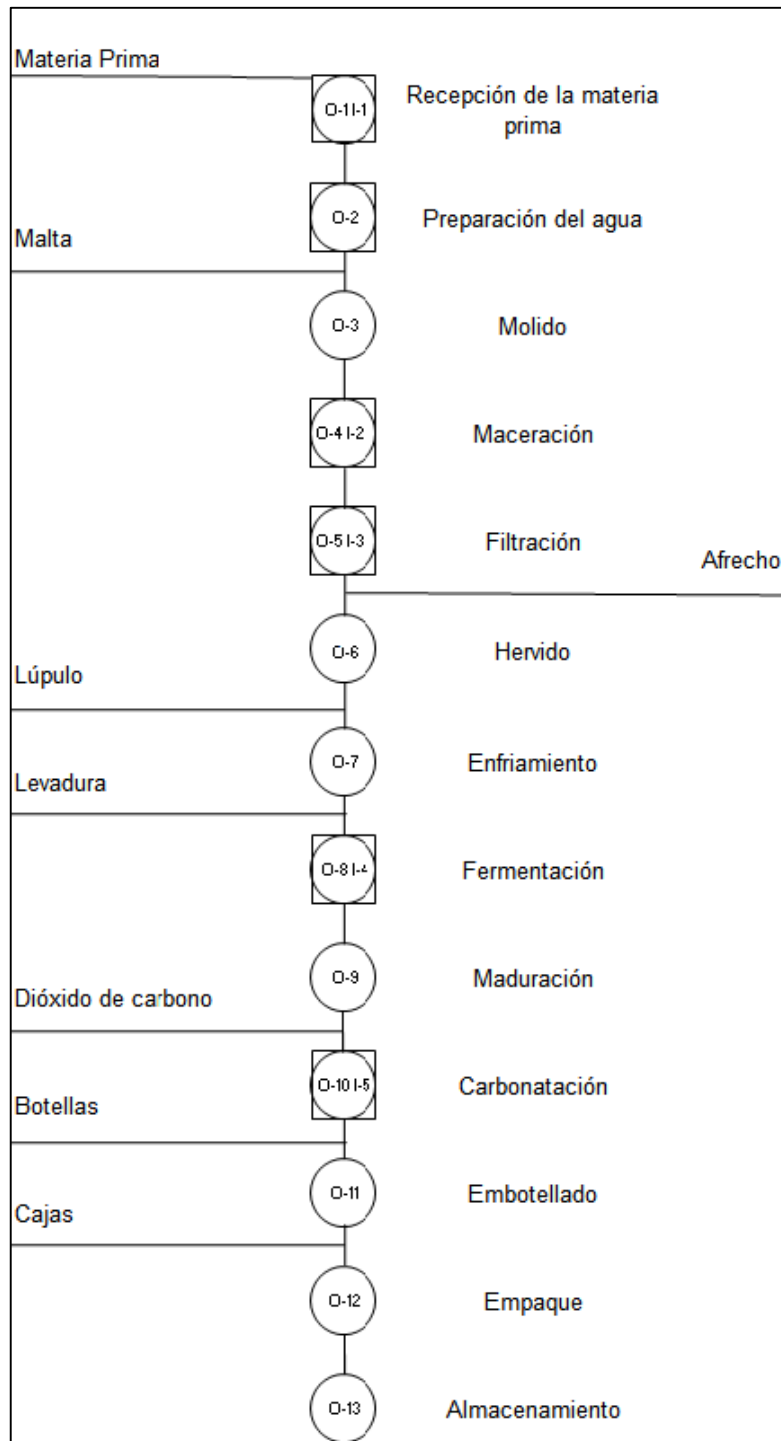 Materia Prima
O-1 I-1
Recepción de la materia
prima
O-2
Preparación del agua
Malta
O-3
Molido
O-4 I-2
Maceración
O-5 I-3
Filtración
Afrecho
O-6
Hervido
Lúpulo
O-7
Enfriamiento
Levadura
O-8 I-4
Fermentación
O-9
Maduración
Dióxido de carbono
O-10 I-5
Carbonatación
Botellas
O-11
Embotellado
Cajas
O-12
Empaque
O-13
Almacenamiento